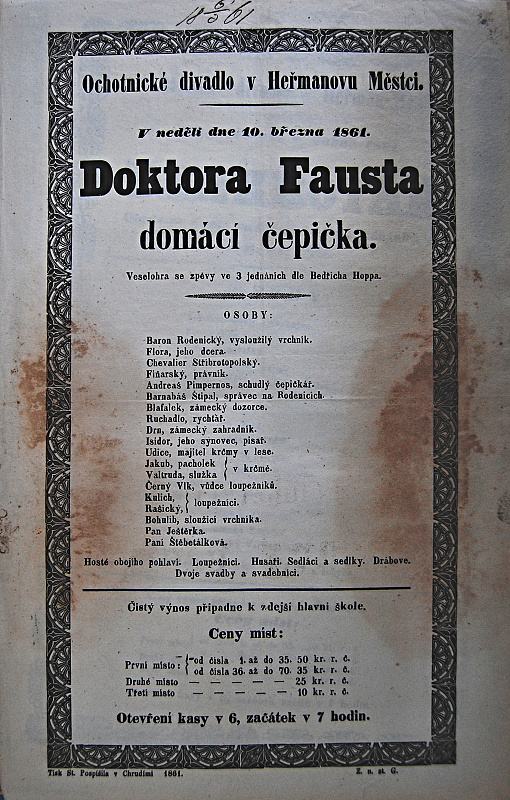 18 5/5 61
Ochotnické divadlo v Heřmanovu Městci.
V neděli dne 10. března 1861.
Doktora Fausta
domácí čepička.
Veselohra se zpěvy ve 3 jednáních dle Bedřicha Hoppa.
OSOBY:
Baron Rodenický, vysloužilý vrchník.
Flora, jeho dcera.
Chevalier Stříbrotopolský.
Fiňarský, právník.
Andreaš Pimpernos, schudlý čepičkář.
Barnabáš Štipal, správec na Rodenicích.
Blafalek, zámecký dozorce.
Ruchadlo, rychtář.
Drn, zámecký zahradník.
Isidor, jeho synovec, písař.
Udice, majitel krčmy v lese.
Jakub, pacholek } v krčmě.
Valtruda, služka
Černý Vlk, vůdce loupežníků.
Kulich, } loupežníci.
Rašický,
Bohulib, sloužící vrchníka.
Pan Ještěrka.
Paní Štěbetálková.
Hosté obojího pohlaví. Loupežníci. Husaři. Sedláci a sedlky. Drábové.
Dvoje svadby a svadebníci.
Čistý výnos připadne k zdejší hlavní škole.
Ceny míst:
První místo: { od čísla 1. až do 35. 50 kr. r. č.
od čísla 36. až do 70. 35 kr. r. č.
Druhé místo — — — — — 25 kr. r. č.
Třetí místo — — — — — 10 kr. r. č.
Otevření kasy v 6, začátek v 7 hodin.
Tisk St. Pospíšila v Chrudimi 1861. Z. n. st. G.